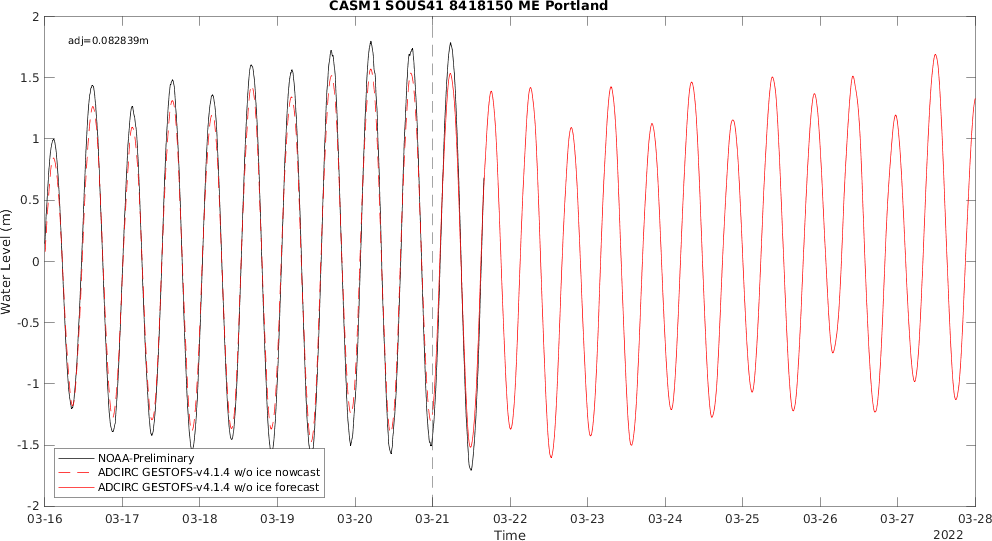 CASM1 SOUS41 8418150 ME Portland
adj=0.082839m
Water Level (m)
2
1.5
1
0.5
0
-0.5
-1
-1.5
-2
NOAA-Preliminary
ADCIRC GESTOFS-v4.1.4 w/o ice nowcast
ADCIRC GESTOFS-v4.1.4 w/o ice forecast
03-16 03-17 03-18 03-19 03-20 03-21 03-22 03-23 03-24 03-25 03-26 03-27 03-28
Time
2022